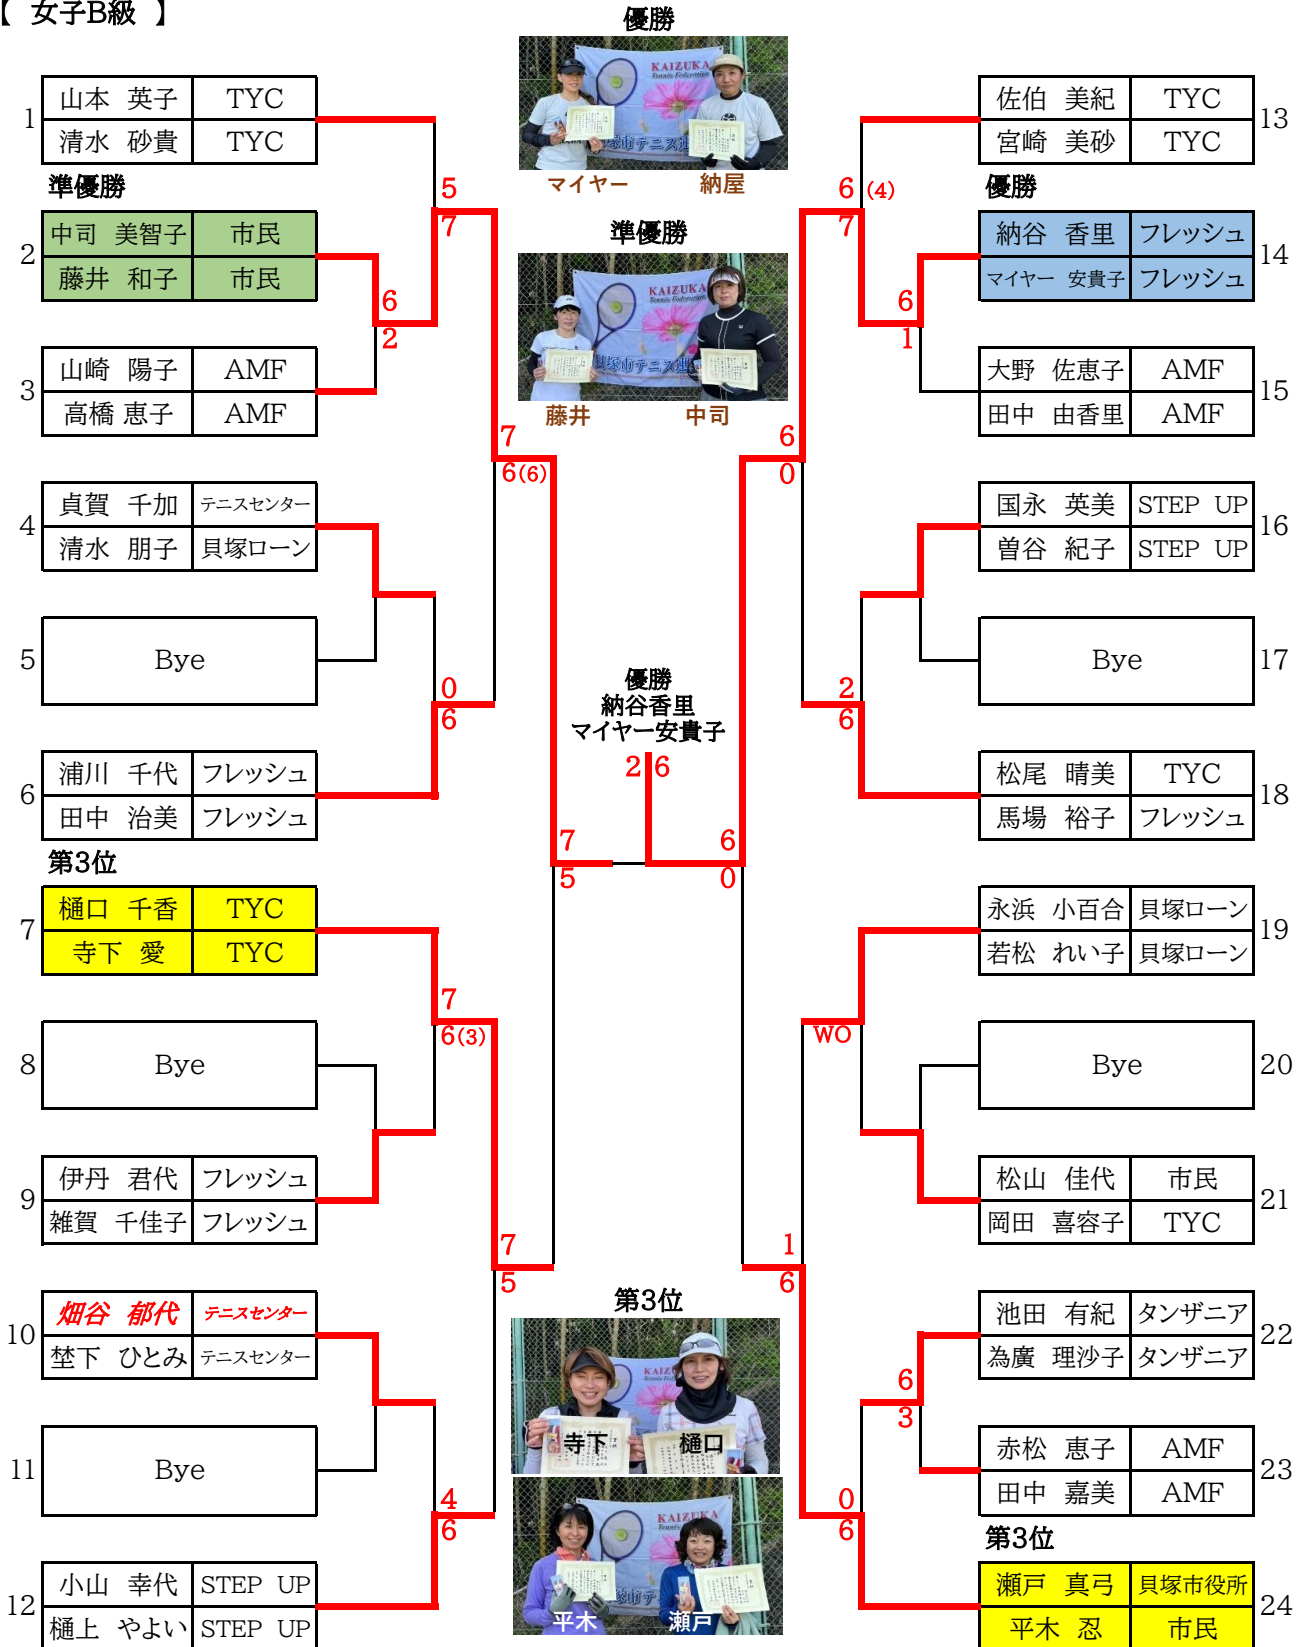 【 女子B級 】
優勝
KAIZUKA
Tennis Federation
マイヤー 納屋
準優勝
KAIZUKA
Tennis Federation
貝塚市テニス連
藤井 中司
1 山本 英子 TYC
清水 砂貴 TYC
準優勝
2 中司 美智子 市民
藤井 和子 市民
3 山崎 陽子 AMF
高橋 恵子 AMF
4 貞賀 千加 テニスセンター
清水 朋子 貝塚ローン
5 Bye
6 浦川 千代 フレッシュ
田中 治美 フレッシュ
第3位
7 樋口 千香 TYC
寺下 愛 TYC
8 Bye
9 伊丹 君代 フレッシュ
雑賀 千佳子 フレッシュ
10 畑谷 郁代 テニスセンター
埜下 ひとみ テニスセンター
11 Bye
12 小山 幸代 STEP UP
樋上 やよい STEP UP
5
7
6
2
7
6(6)
0
6
7
5
7
6(3)
7
5
4
6
優勝
納谷香里
マイヤー安貴子
2 6
6 (4)
7
6
1
6
0
2
6
6
0
WO
1
6
6
3
0
6
佐伯 美紀 TYC 13
宮崎 美砂 TYC
優勝
納谷 香里 フレッシュ 14
マイヤー 安貴子 フレッシュ
大野 佐恵子 AMF 15
田中 由香里 AMF
国永 英美 STEP UP 16
曽谷 紀子 STEP UP
Bye 17
松尾 晴美 TYC 18
馬場 裕子 フレッシュ
永浜 小百合 貝塚ローン 19
若松 れい子 貝塚ローン
Bye 20
松山 佳代 市民 21
岡田 喜容子 TYC
池田 有紀 タンザニア 22
為廣 理沙子 タンザニア
赤松 恵子 AMF 23
田中 嘉美 AMF
第3位
瀬戸 真弓 貝塚市役所 24
平木 忍 市民
第3位
寺下 樋口
KAIZUKA
平木 瀬戸